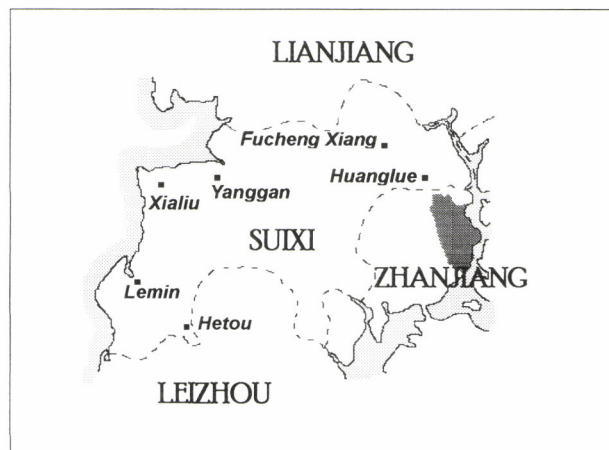 LIANJIANG
Fucheng Xiang
Huanglue
Xialiu
Yanggan
SUIXI
ZHANJIANG
Lemin
Hetou
LEIZHOU